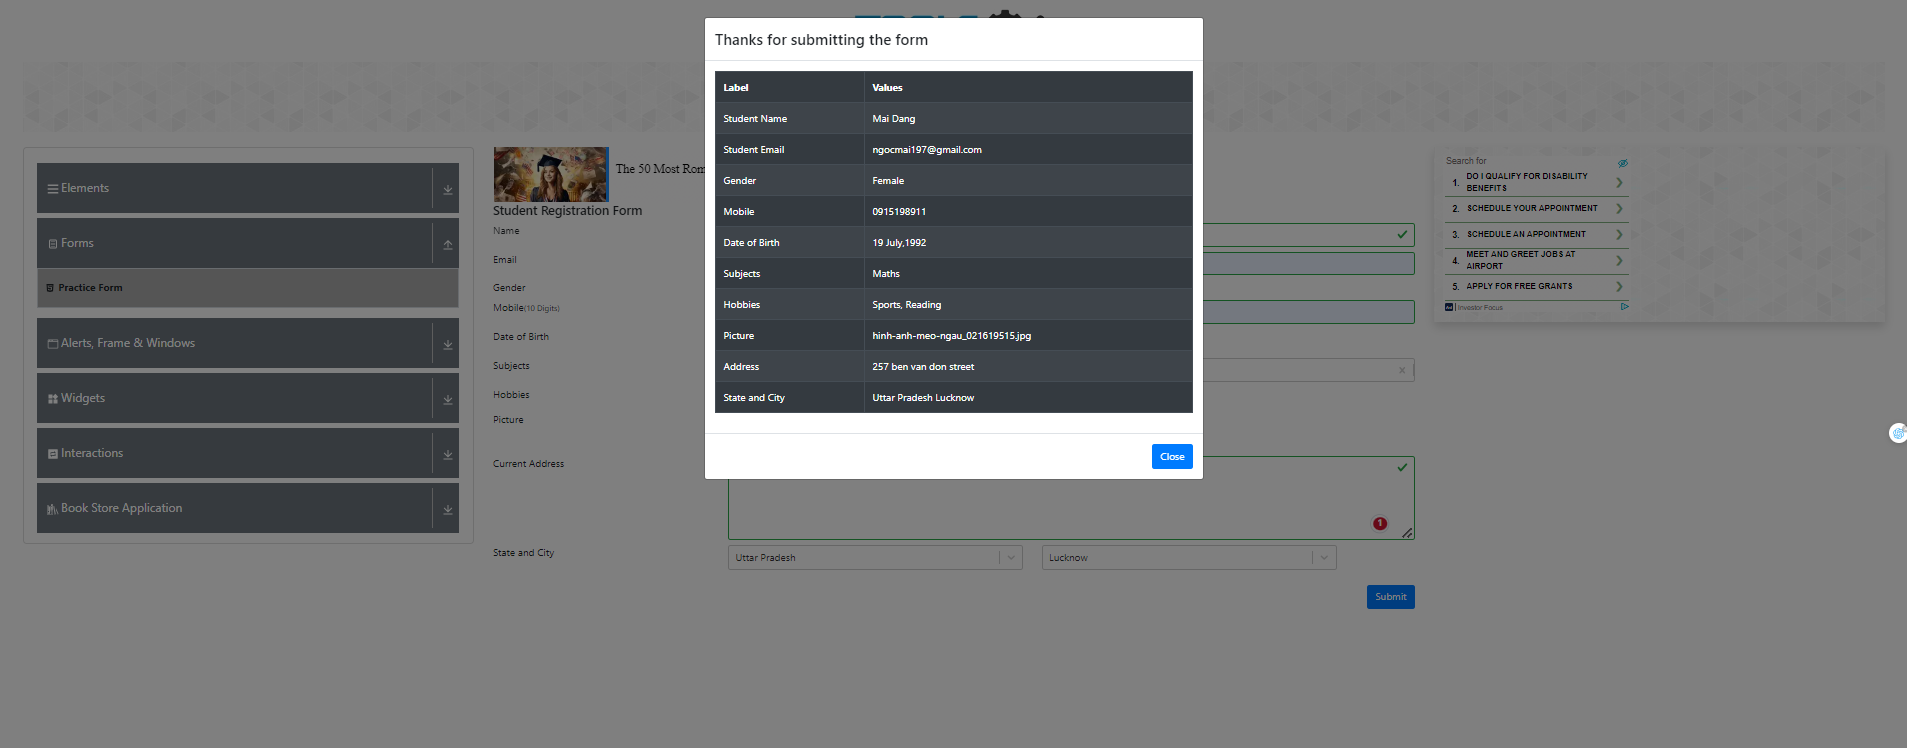 Thanks for submitting the form
Label Values
Student Name Mai Dang
Student Email ngocmai197@gmail.com
Gender Female
Mobile 0915198911
Date of Birth 19 July,1992
Subjects Maths
Hobbies Sports, Reading
Picture hinh-anh-meo-ngau_021619515.jpg
Address 257 ben van don street
State and City Uttar Pradesh Lucknow
Close
Elements
Forms
Practice Form
Alerts, Frame & Windows
Widgets
Interactions
Book Store Application
The 50 Most Rom
Student Registration Form
Name
Email
Gender
Mobile(10 Digits)
Date of Birth
Subjects
Hobbies
Picture
Current Address
1
State and City
Uttar Pradesh
Lucknow
Submit
Search for
1. DO I QUALIFY FOR DISABILITY
BENEFITS
2. SCHEDULE YOUR APPOINTMENT
3. SCHEDULE AN APPOINTMENT
4. MEET AND GREET JOBS AT
AIRPORT
5. APPLY FOR FREE GRANTS
Ad Investor Focus